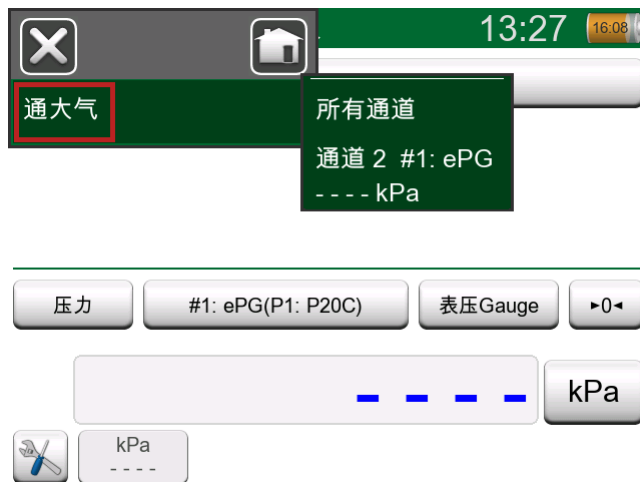 13:27
16:08
通大气
所有通道
通道 2 #1: ePG
- - - - kPa
压力
#1: ePG(P1: P20C)
表压Gauge
►0◄
- - - -
kPa
kPa
- - - -